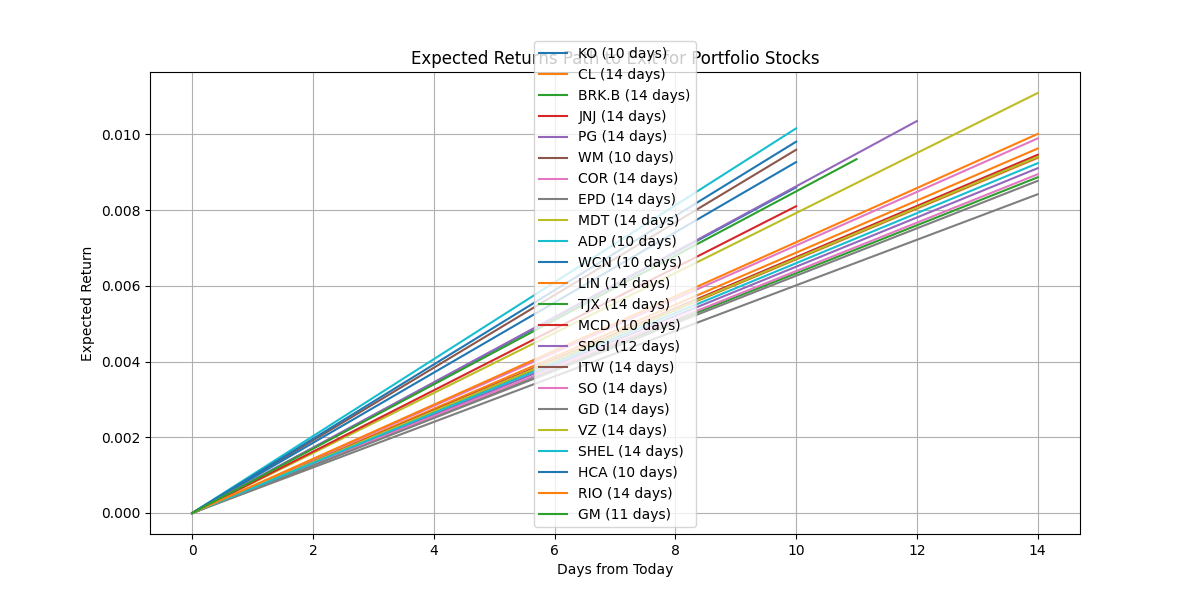 Expected Returns Path to Exit for Portfolio Stocks
KO (10 days)
CL (14 days)
BRK.B (14 days)
JNJ (14 days)
PG (14 days)
WM (10 days)
COR (14 days)
EPD (14 days)
MDT (14 days)
ADP (10 days)
WCN (10 days)
LIN (14 days)
TJX (14 days)
MCD (10 days)
SPGI (12 days)
ITW (14 days)
SO (14 days)
GD (14 days)
VZ (14 days)
SHEL (14 days)
HCA (10 days)
RIO (14 days)
GM (11 days)
Expected Return
0.010
0.008
0.006
0.004
0.002
0.000
0 2 4 6 8 10 12 14
Days from Today